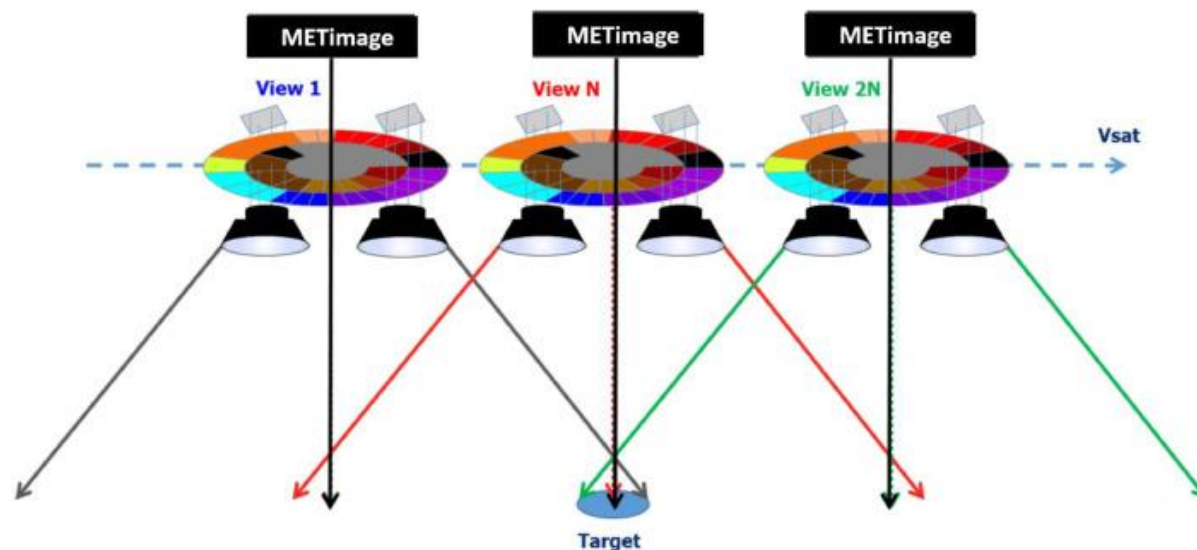 METimage
METimage
METimage
View 1
View N
View 2N
Vsat
Target